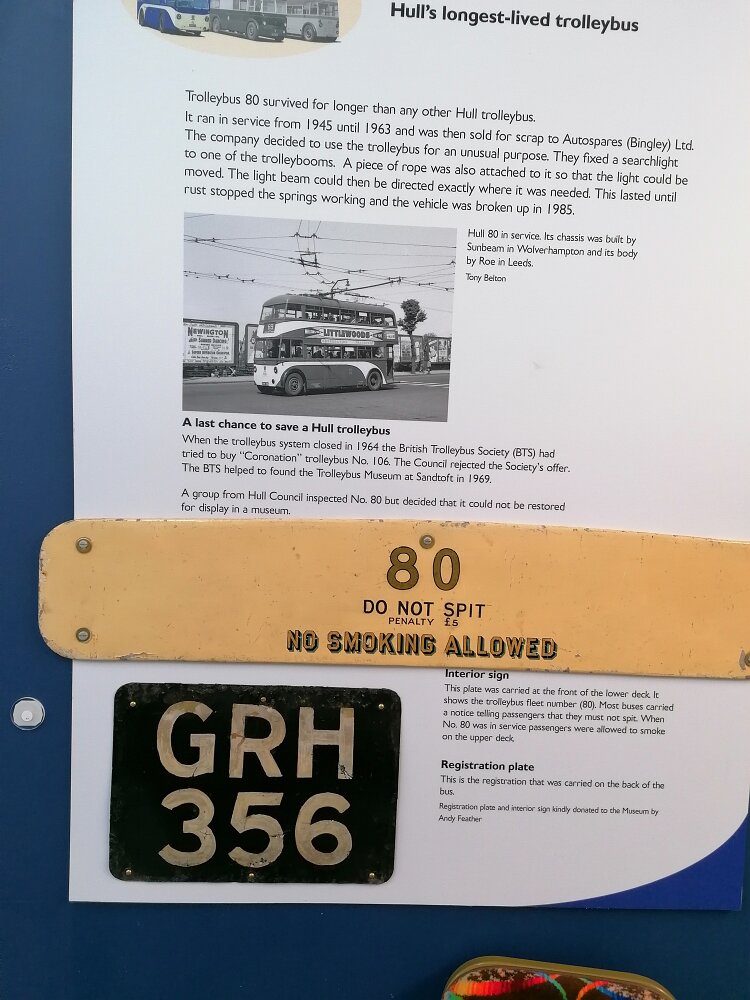 Hull's longest-lived trolleybus
Trolleybus 80 survived for longer than any other Hull trolleybus.
It ran in service from 1945 until 1963 and was then sold for scrap to Autospares (Bingley) Ltd.
The company decided to use the trolleybus for an unusual purpose. They fixed a searchlight
to one of the trolleybooms. A piece of rope was also attached to it so that the light could be
moved. The light beam could then be directed exactly where it was needed. This lasted until
rust stopped the springs working and the vehicle was broken up in 1985.
Hull 80 in service. Its chassis was built by
Sunbeam in Wolverhampton and its body
by Roe in Leeds.
Tony Belton
NEWINGTON
LITTLEWOODS
A last chance to save a Hull trolleybus
When the trolleybus system closed in 1964 the British Trolleybus Society (BTS) had
tried to buy "Coronation" trolleybus No. 106. The Council rejected the Society's offer.
The BTS helped to found the Trolleybus Museum at Sandtoft in 1969.
A group from Hull Council inspected No. 80 but decided that it could not be restored
for display in a museum.
80
DO NOT SPIT
PENALTY £5
NO SMOKING ALLOWED
Interior sign
This plate was carried at the front of the lower deck. It
shows the trolleybus fleet number (80). Most buses carried
a notice telling passengers that they must not spit. When
No. 80 was in service passengers were allowed to smoke
on the upper deck.
Registration plate
This is the registration that was carried on the back of the
bus.
Registration plate and interior sign kindly donated to the Museum by
Andy Feather
GRH
356